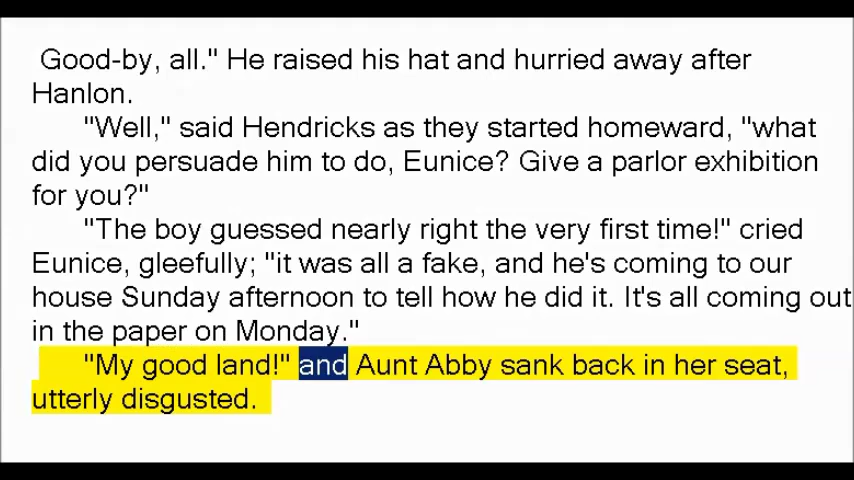 Good-by, all." He raised his hat and hurried away after
Hanlon.
"Well," said Hendricks as they started homeward, "what
did you persuade him to do, Eunice? Give a parlor exhibition
for you?"
"The boy guessed nearly right the very first time!" cried
Eunice, gleefully; "it was all a fake, and he's coming to our
house Sunday afternoon to tell how he did it. It's all coming out
in the paper on Monday."
"My good land!" and Aunt Abby sank back in her seat,
utterly disgusted.